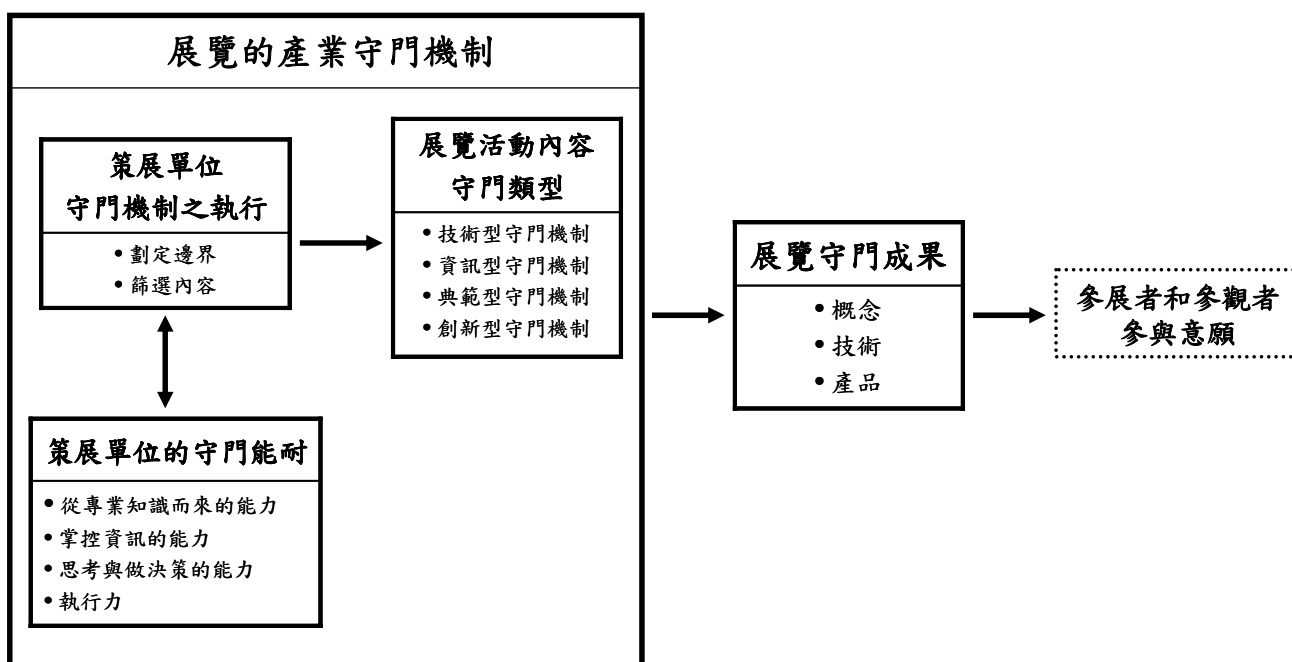 展覽的產業守門機制
策展單位
守門機制之執行
• 劃定邊界
• 篩選內容
展覽活動內容
守門類型
• 技術型守門機制
• 資訊型守門機制
• 典範型守門機制
• 創新型守門機制
策展單位的守門能耐
• 從專業知識而來的能力
• 掌控資訊的能力
• 思考與做決策的能力
• 執行力
展覽守門成果
• 概念
• 技術
• 產品
參展者和參觀者
參與意願